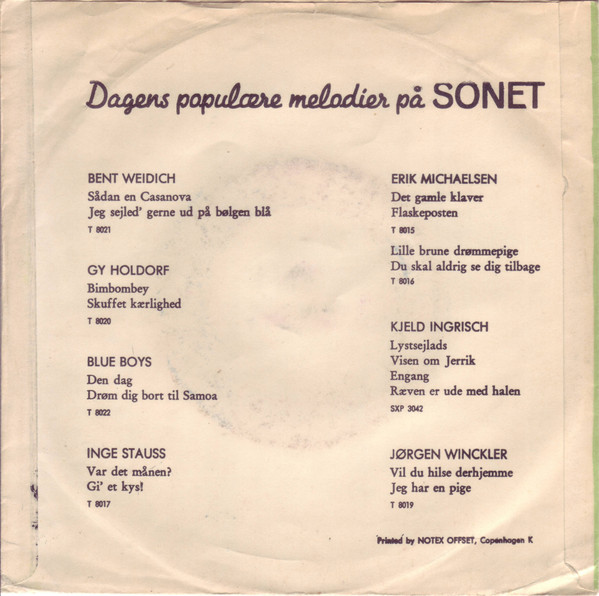 Dagens populære melodier på SONET
BENT WEIDICH
Sådan en Casanova
Jeg sejled' gerne ud på bølgen blå
T 8021
GY HOLDORF
Bimbombey
Skuffet kærlighed
T 8020
BLUE BOYS
Den dag
Drøm dig bort til Samoa
T 8022
INGE STAUSS
Var det månen?
Gi' et kys!
T 8017
ERIK MICHAELSEN
Det gamle klaver
Flaskeposten
T 8015
Lille brune drømmepige
Du skal aldrig se dig tilbage
T 8016
KJELD INGRISCH
Lystsejlads
Visen om Jerrik
Engang
Ræven er ude med halen
SXP 3042
JØRGEN WINCKLER
Vil du hilse derhjemme
Jeg har en pige
T 8019
Printed by NOTEX OFFSET, Copenhagen K